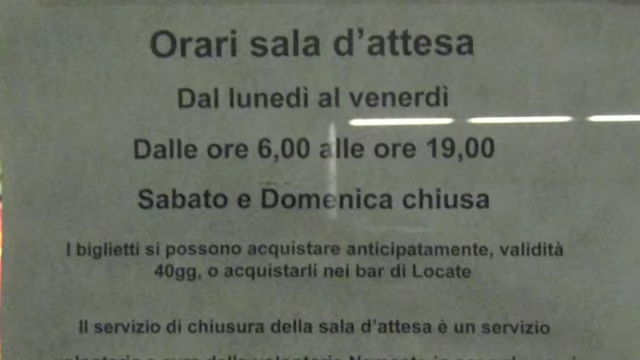 Orari sala d'attesa
Dal lunedì al venerdì
Dalle ore 6,00 alle ore 19,00
Sabato e Domenica chiusa
I biglietti si possono acquistare anticipatamente, validità
40gg, o acquistarli nei bar di Locate
Il servizio di chiusura della sala d'attesa è un servizio